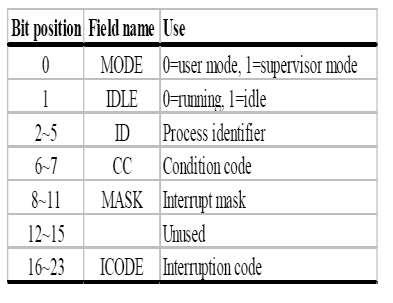 Bit position Field name Use
0 MODE 0=user mode, 1=supervisor mode
1 IDLE 0=running, 1=idle
2~5 ID Process identifier
6~7 CC Condition code
8~11 MASK Interrupt mask
12~15 Unused
16~23 ICODE Interruption code